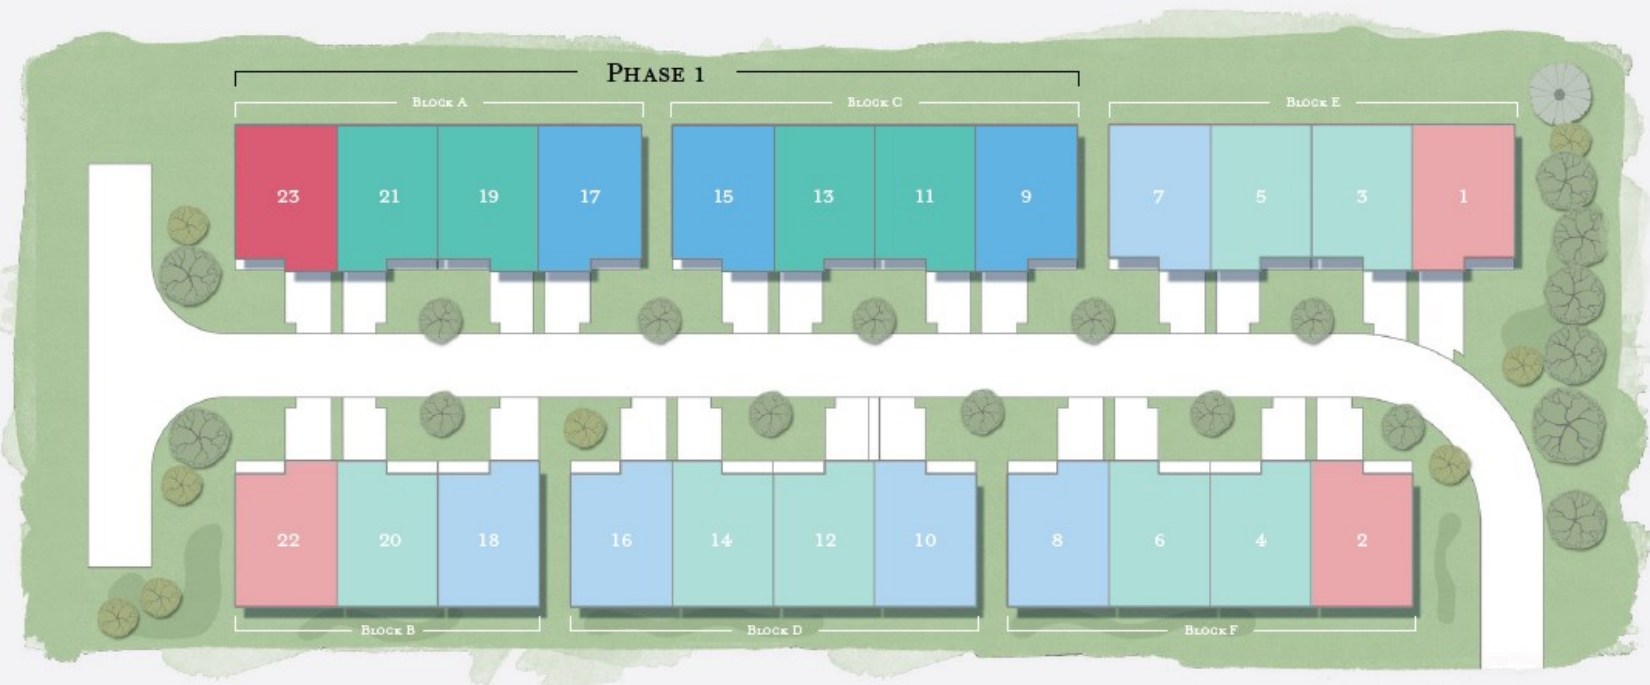 PHASE 1
BLOCK A BLOCK C BLOCK E
23 21 19 17 15 13 11 9 7 5 3 1
22 20 18 16 14 12 10 8 6 4 2
BLOCK B BLOCK D BLOCK F